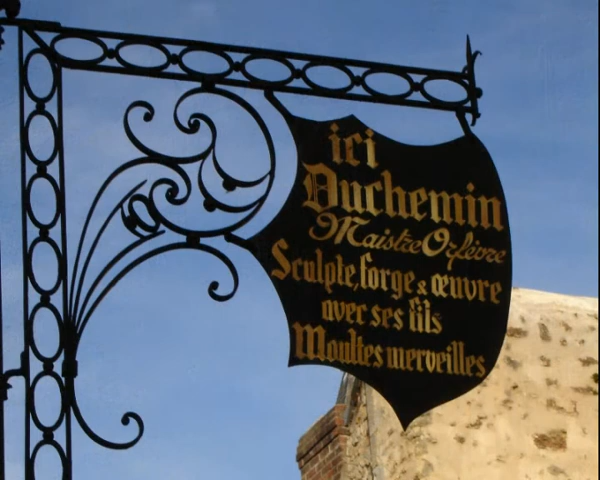 ici
Duchemin
Maistre Orfèvre
Sculpte, forge & œuvre
avec ses fils
Moultes merveilles